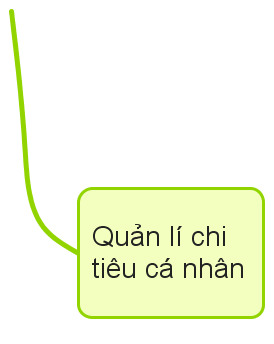 Quản lí chi
tiêu cá nhân